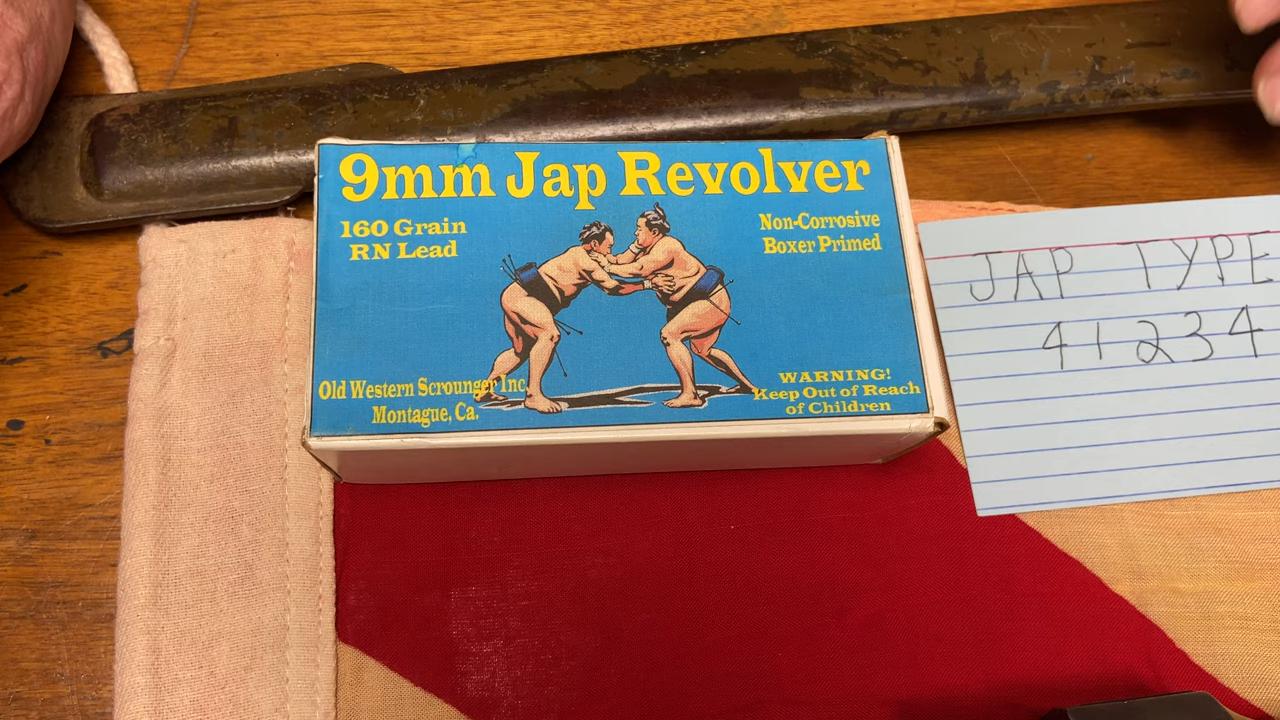 9mm Jap Revolver
160 Grain
RN Lead
Non-Corrosive
Boxer Primed
Old Western Scrounger Inc.
Montague, Ca.
WARNING!
Keep Out of Reach
of Children
JAP TYPE
41234